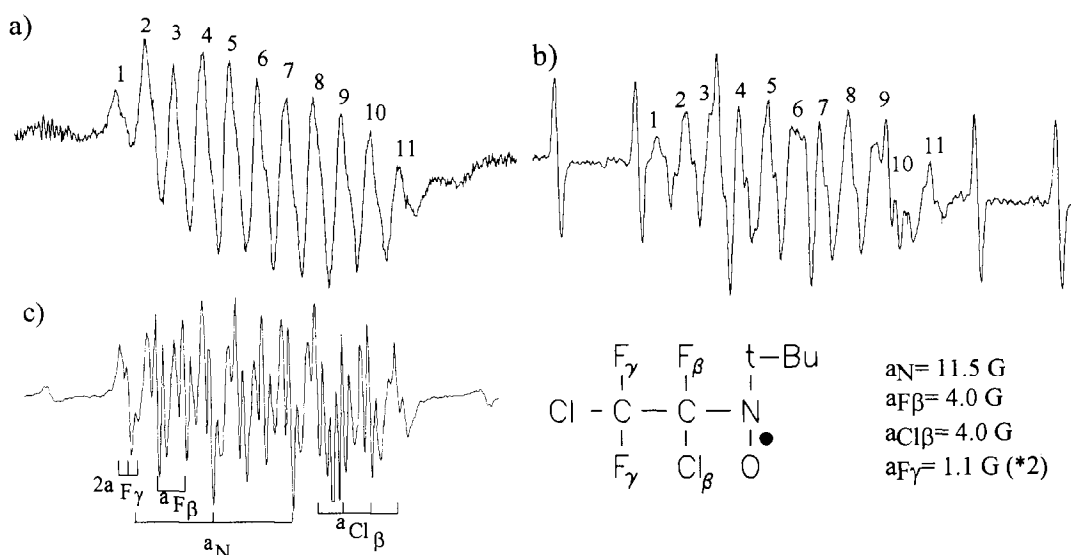 a)
1 2 3 4 5 6 7 8 9 10 11
b)
1 2 3 4 5 6 7 8 9 10 11
c)
2a Fγ
a Fβ
a N
a Cl β
Fγ Fβ t-Bu
Cl - C - C - N
Fγ Clβ O
aN= 11.5 G
aFβ= 4.0 G
aClβ= 4.0 G
aFγ= 1.1 G (*2)